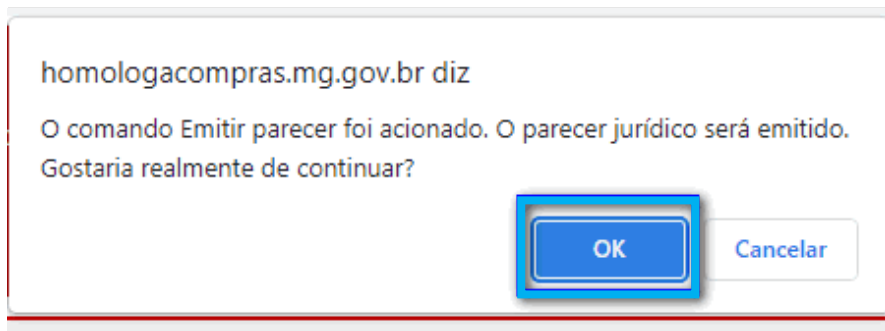 homologacompras.mg.gov.br diz
O comando Emitir parecer foi acionado. O parecer jurídico será emitido.
Gostaria realmente de continuar?
OK
Cancelar